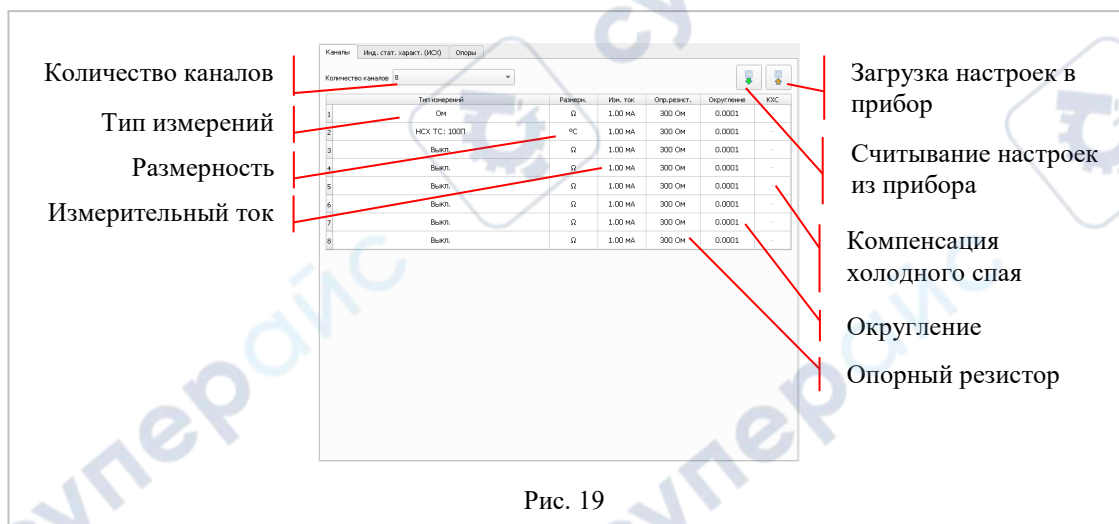 Каналы Инд. стат. характ. (ИСХ) Опоры
Количество каналов 8
Тип измерений Размерн. Изм. ток Опр.резист. Округление КХС
1 Ом Ω 1.00 мА 300 Ом 0.0001 -
2 НСХ ТС: 100П ºC 1.00 мА 300 Ом 0.0001 -
3 Выкл. Ω 1.00 мА 300 Ом 0.0001 -
4 Выкл. Ω 1.00 мА 300 Ом 0.0001 -
5 Выкл. Ω 1.00 мА 300 Ом 0.0001 -
6 Выкл. Ω 1.00 мА 300 Ом 0.0001 -
7 Выкл. Ω 1.00 мА 300 Ом 0.0001 -
8 Выкл. Ω 1.00 мА 300 Ом 0.0001 -
Количество каналов
Тип измерений
Размерность
Измерительный ток
Загрузка настроек в
прибор
Считывание настроек
из прибора
Компенсация
холодного спая
Округление
Опорный резистор
Рис. 19
суперайс